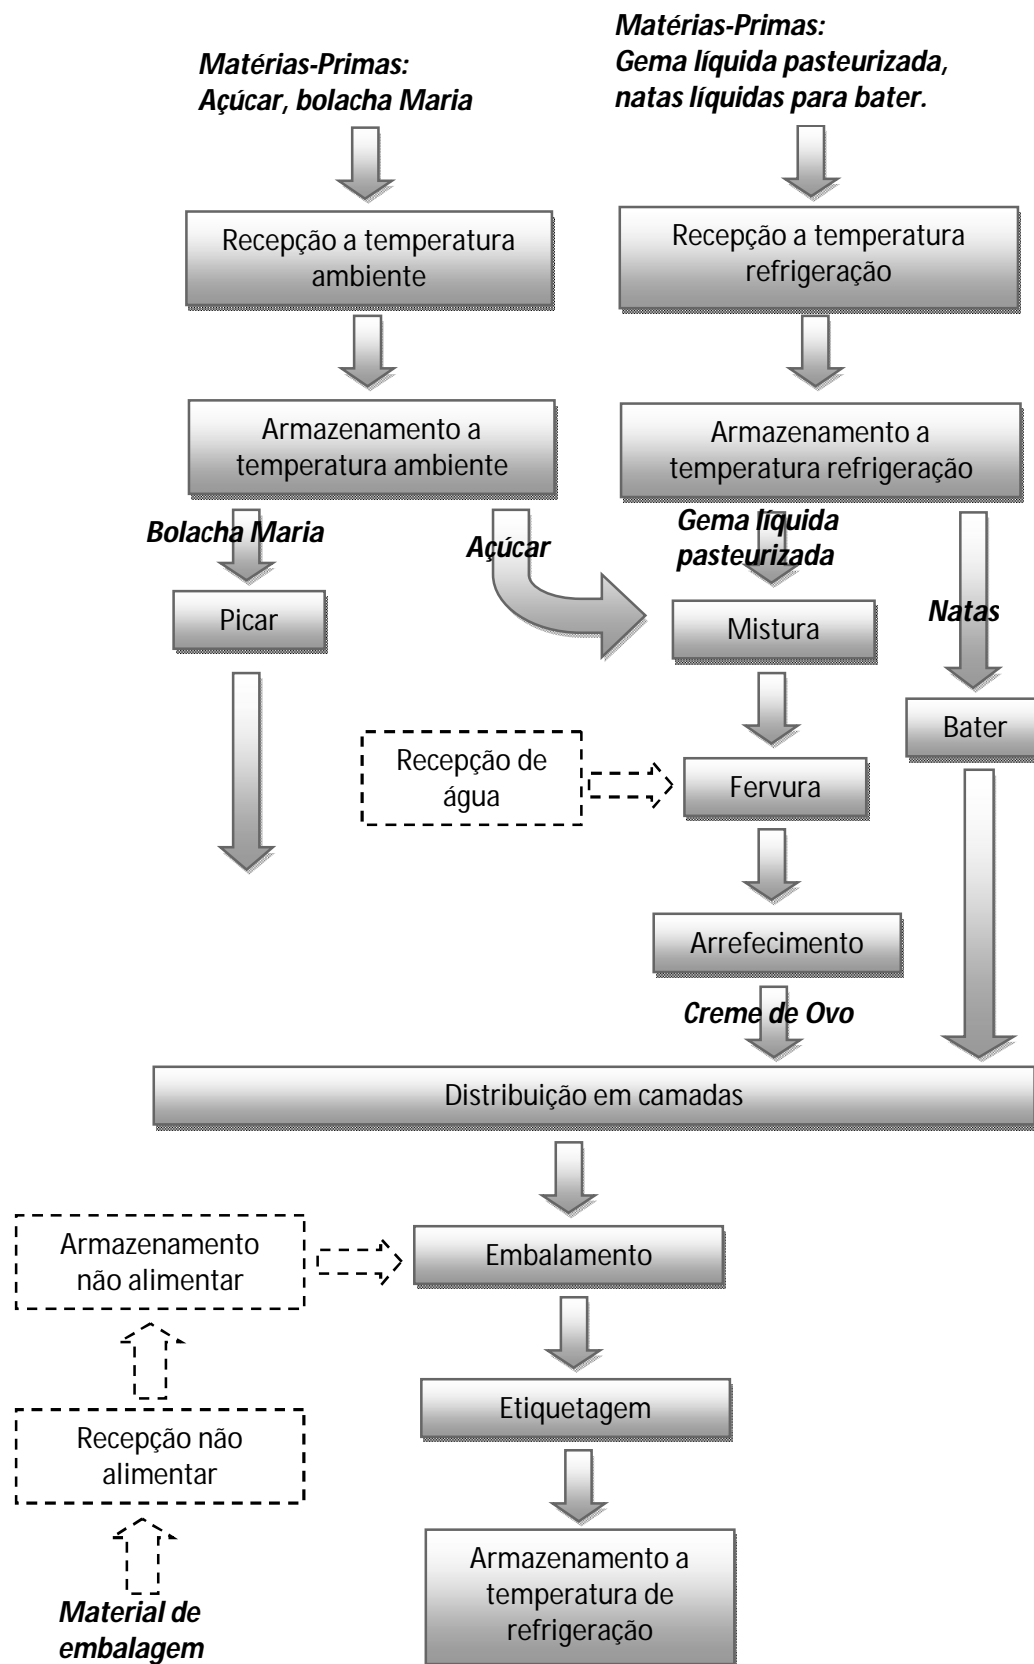 Matérias-Primas:
Açúcar, bolacha Maria
Matérias-Primas:
Gema líquida pasteurizada,
natas líquidas para bater.
Recepção a temperatura
ambiente
Recepção a temperatura
refrigeração
Armazenamento a
temperatura ambiente
Armazenamento a
temperatura refrigeração
Bolacha Maria
Açúcar
Gema líquida
pasteurizada
Natas
Picar
Mistura
Bater
Recepção de
água
Fervura
Arrefecimento
Creme de Ovo
Distribuição em camadas
Armazenamento
não alimentar
Embalamento
Etiquetagem
Recepção não
alimentar
Armazenamento a
temperatura de
refrigeração
Material de
embalagem